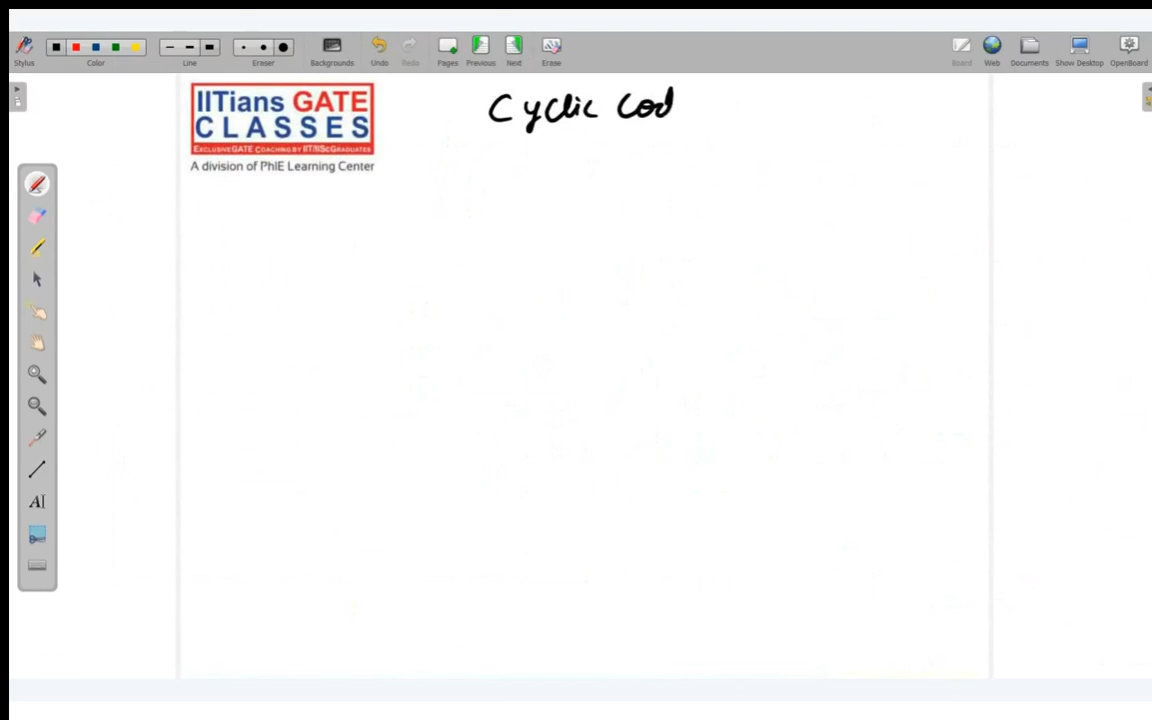 Stylus Color Line Eraser Backgrounds Undo Redo Pages Previous Next Erase Board Web Documents Show Desktop OpenBoard
IITians GATE
CLASSES
EXCLUSIVE GATE COACHING BY IIT/IISc GRADUATES
A division of PhIE Learning Center
Cyclic Cod
AI